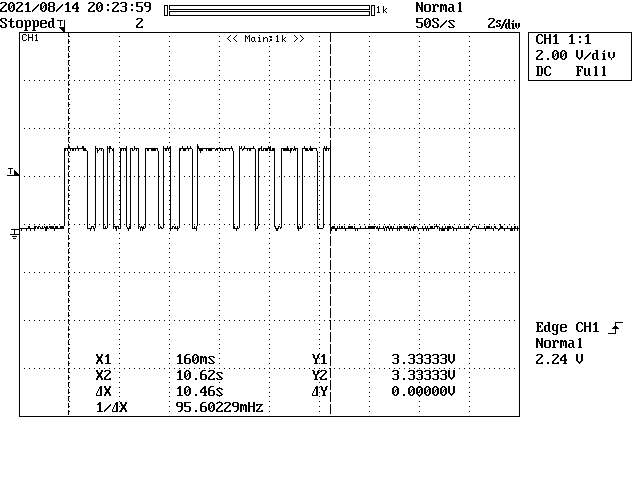 2021/08/14 20:23:59
Stopped
2
1k
Normal
50S/s
2s/div
CH1
<< Main:1k >>
CH1 1:1
2.00 V/div
DC Full
T
T
X1 160ms Y1 3.33333V
X2 10.62s Y2 3.33333V
ΔX 10.46s ΔY 0.00000V
1/ΔX 95.60229mHz
Edge CH1
Normal
2.24 V